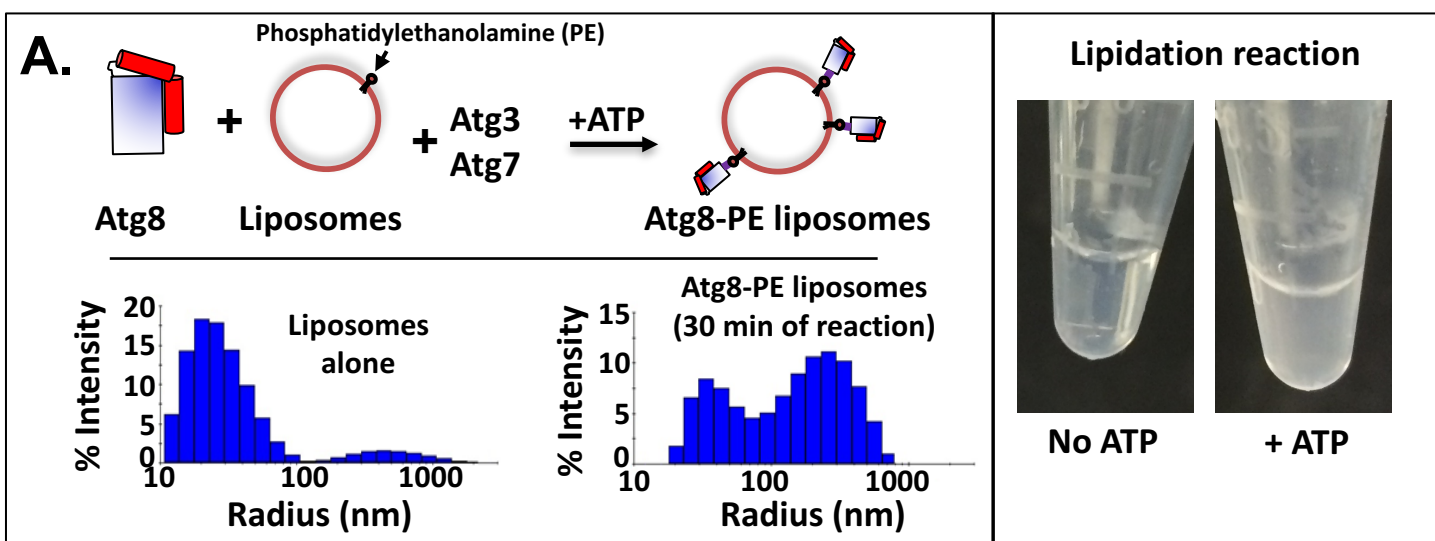 A.
Phosphatidylethanolamine (PE)
+
+
Atg3
Atg7
+ATP
Atg8
Liposomes
Atg8-PE liposomes
% Intensity
20
15
10
5
0
Liposomes
alone
10
100
1000
Radius (nm)
% Intensity
15
10
5
0
Atg8-PE liposomes
(30 min of reaction)
10
100
1000
Radius (nm)
Lipidation reaction
No ATP
+ ATP